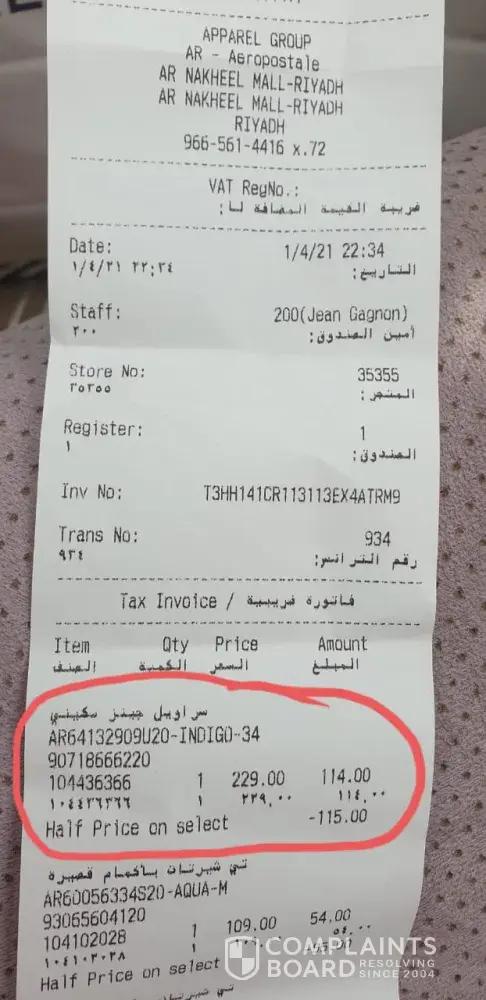 APPAREL GROUP
AR - Aeropostale
AR NAKHEEL MALL-RIYADH
AR NAKHEEL MALL-RIYADH
RIYADH
966-561-4416 x.72
VAT RegNo.:
ضريبة القيمة المضافة لـ:
Date: 1/4/21 22:34
١/٤/٢١ ٢٢:٣٤ التاريخ:
Staff: 200(Jean Gagnon)
٢٠٠ أمين الصندوق:
Store No: 35355
٣٥٣٥٥ المتجر:
Register: 1
١ الصندوق:
Inv No: T3HH141CR113113EX4ATRM9
Trans No: 934
٩٣٤ رقم الترانس:
Tax Invoice / فاتورة ضريبية
Item Qty Price Amount
الصنف الكمية السعر المبلغ
سراويل جينز سكيني
AR64132909U20-INDIGO-34
90718666220
104436366 1 229.00 114.00
١٠٤٤٣٦٣٦٦ ١ ٢٢٩,٠٠ ١١٤,٠٠
Half Price on select -115.00
تي شيرتات بأكمام قصيرة
AR60056334S20-AQUA-M
93065604120
104102028 1 109.00 54.00
١٠٤١٠٢٠٢٨ ١ ٥٤,٠٠
Half Price on select
تي شيرتات
COMPLAINTS
BOARD RESOLVING SINCE 2004